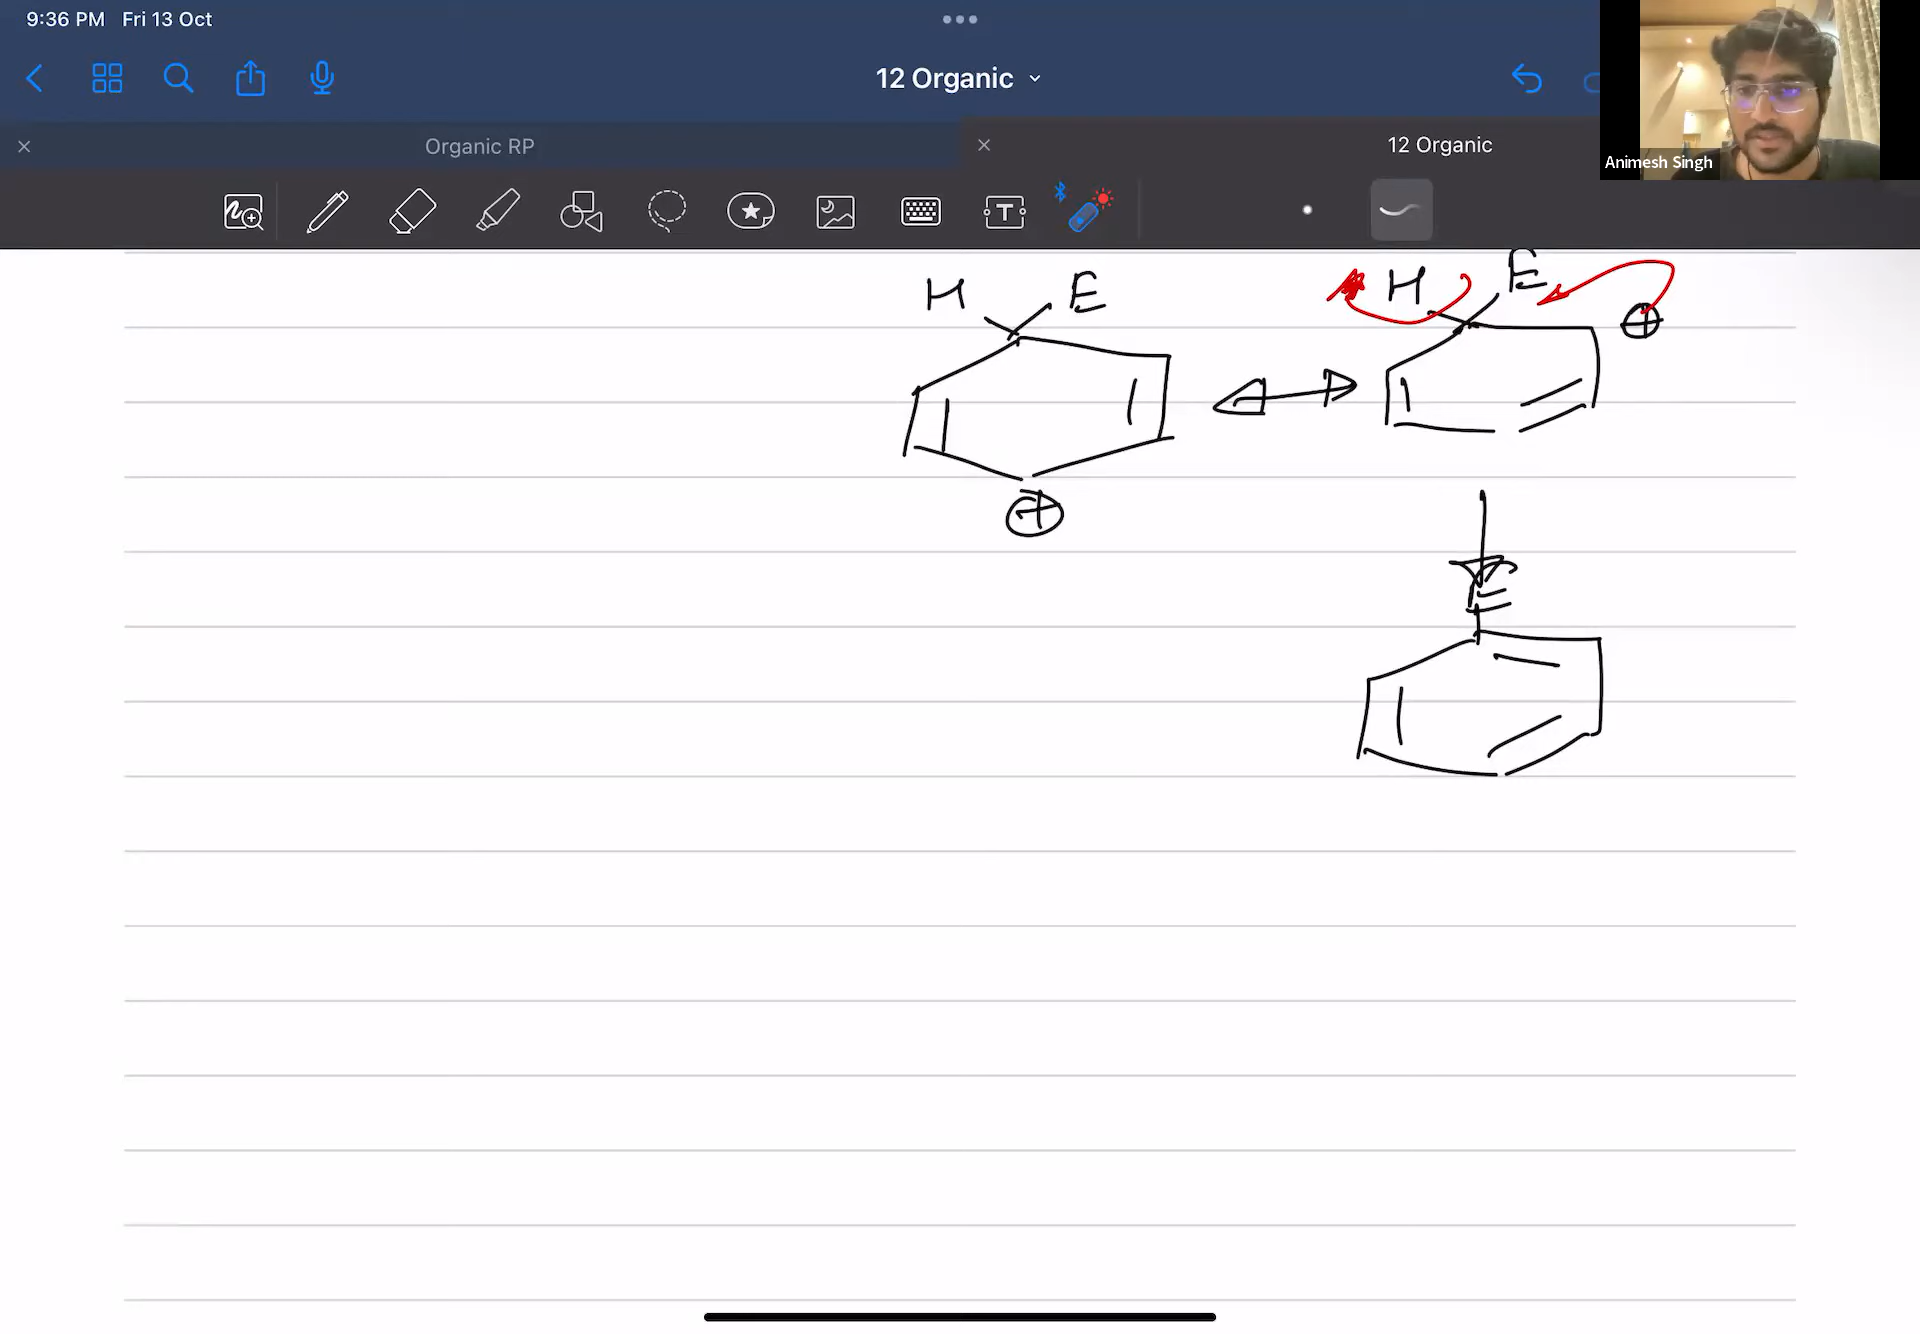 9:36 PM Fri 13 Oct
12 Organic
Organic RP
12 Organic
Animesh Singh
T
H E
H E
⊕
⊕
E